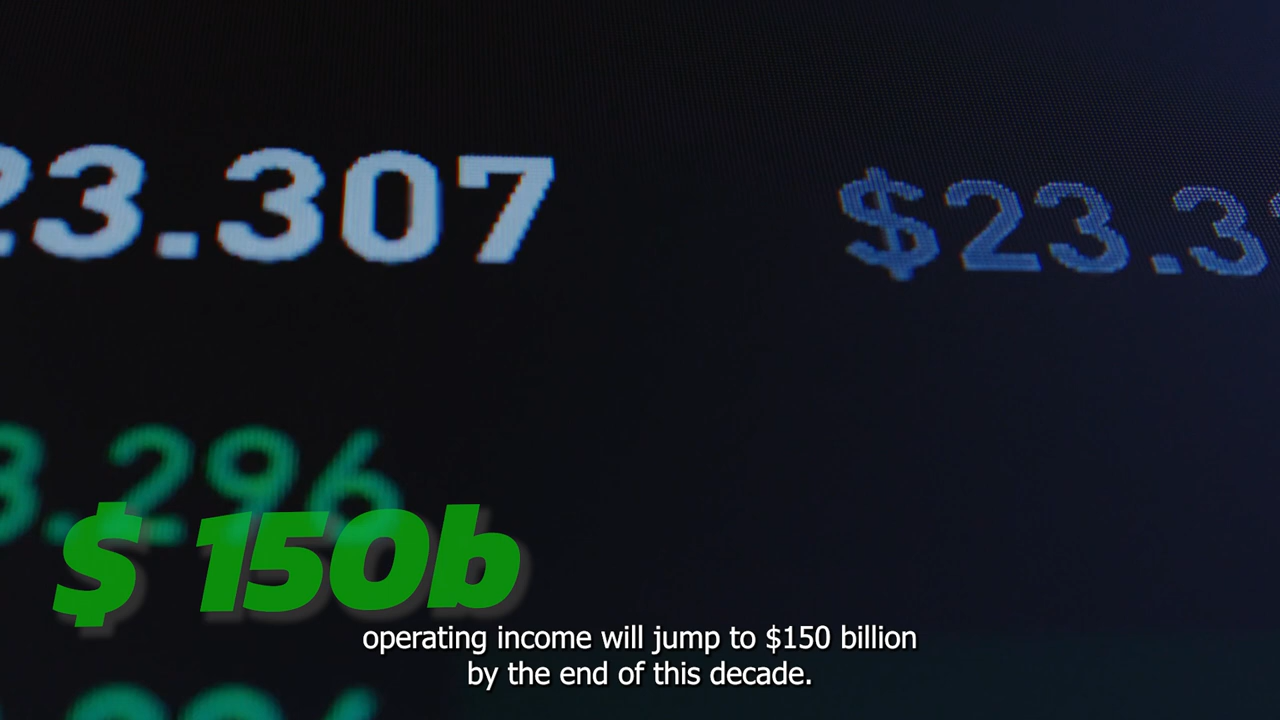 23.307
$23.3
3.296
$ 150b
operating income will jump to $150 billion
by the end of this decade.